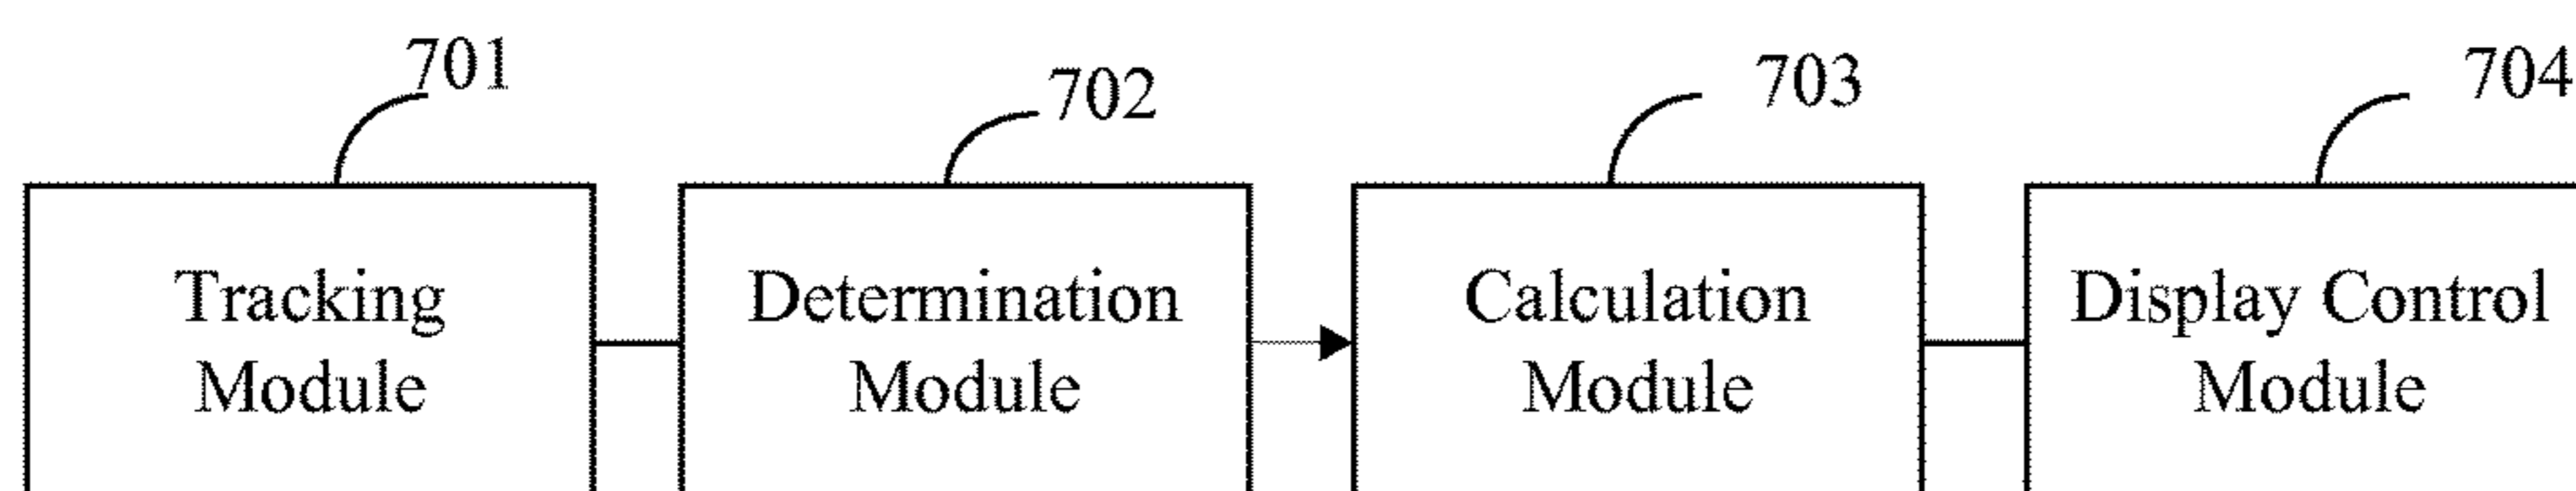 701
702
703
704
Tracking
Module
Determination
Module
Calculation
Module
Display Control
Module